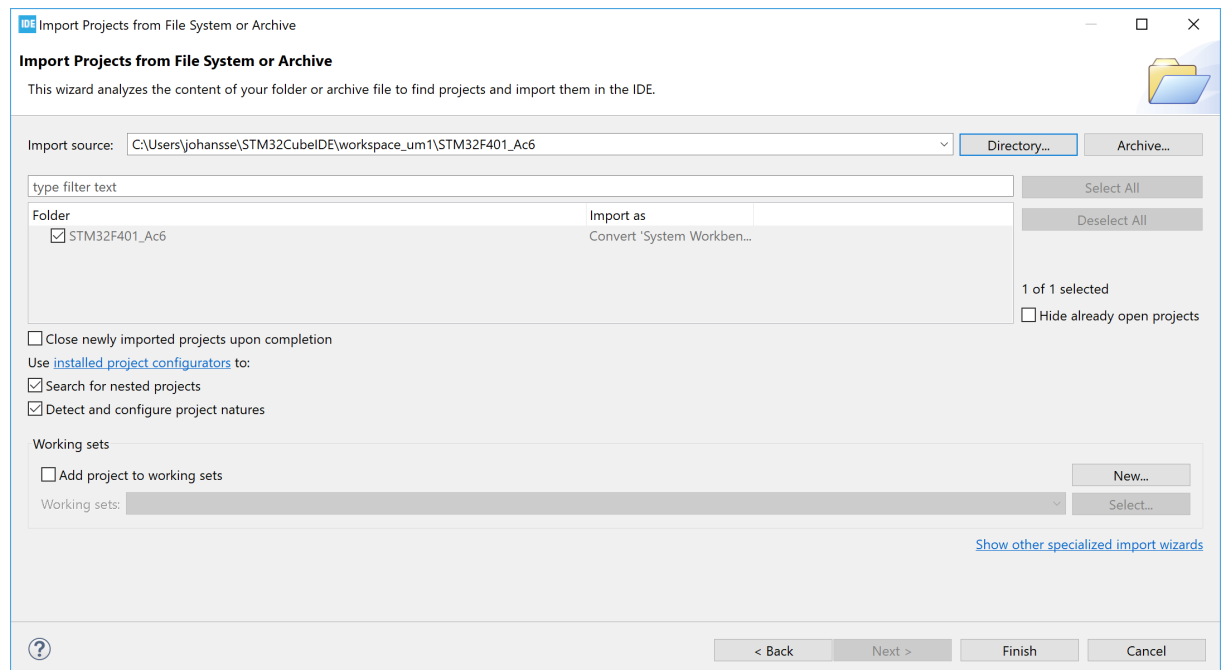 IDE Import Projects from File System or Archive
Import Projects from File System or Archive
This wizard analyzes the content of your folder or archive file to find projects and import them in the IDE.
Import source: C:\Users\johansse\STM32CubeIDE\workspace_um1\STM32F401_Ac6 Directory... Archive...
type filter text Select All
Folder Import as Deselect All
STM32F401_Ac6 Convert 'System Workben...
1 of 1 selected
Hide already open projects
Close newly imported projects upon completion
Use installed project configurators to:
Search for nested projects
Detect and configure project natures
Working sets
Add project to working sets New...
Working sets: Select...
Show other specialized import wizards
? < Back Next > Finish Cancel